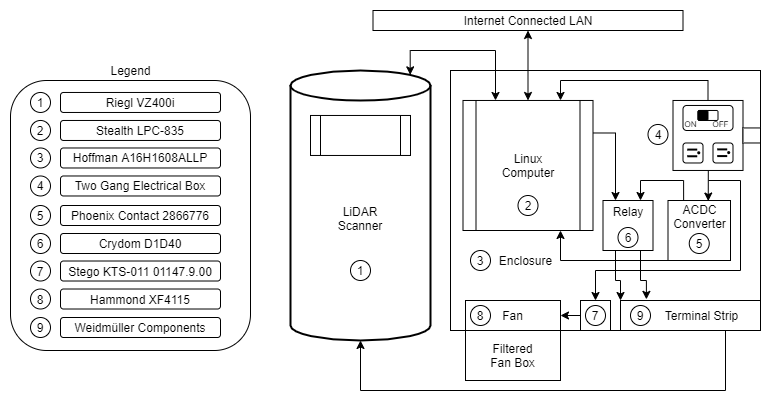 Internet Connected LAN
Legend
1 Riegl VZ400i
2 Stealth LPC-835
3 Hoffman A16H1608ALLP
4 Two Gang Electrical Box
5 Phoenix Contact 2866776
6 Crydom D1D40
7 Stego KTS-011 01147.9.00
8 Hammond XF4115
9 Weidmüller Components
LiDAR
Scanner
1
Linux
Computer
2
3 Enclosure
4
ON OFF
Relay
6
ACDC
Converter
5
8 Fan
7
9 Terminal Strip
Filtered
Fan Box